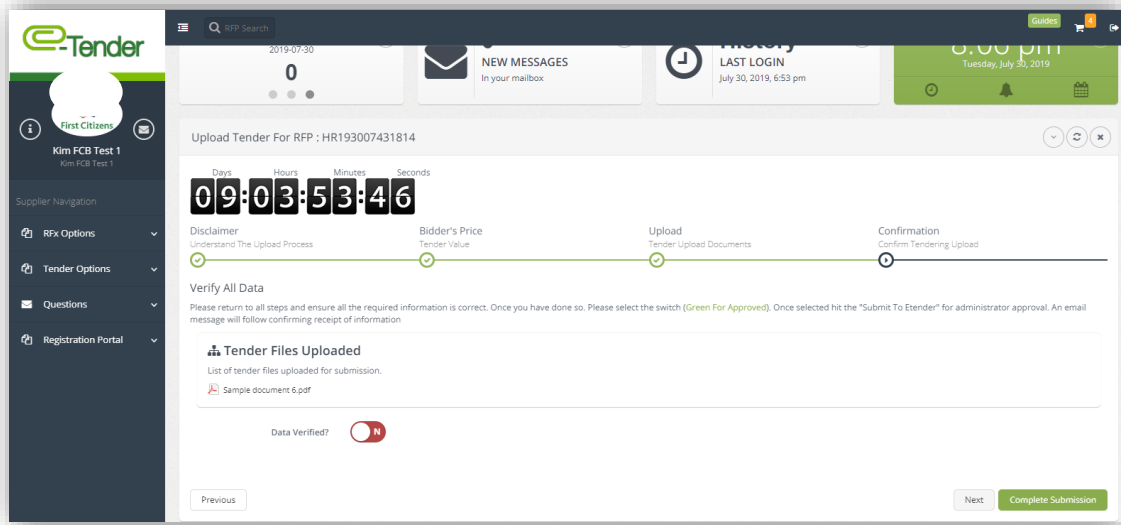 e-Tender
RFP Search
Guides
4
First Citizens
Kim FCB Test 1
Kim FCB Test 1
Supplier Navigation
RFx Options
Tender Options
Questions
Registration Portal
2019-07-30
0
NEW MESSAGES
In your mailbox
History
LAST LOGIN
July 30, 2019, 6:53 pm
8:06 pm
Tuesday, July 30, 2019
Upload Tender For RFP : HR193007431814
Days Hours Minutes Seconds
09:03:53:46
Disclaimer
Understand The Upload Process
Bidder's Price
Tender Value
Upload
Tender Upload Documents
Confirmation
Confirm Tendering Upload
Verify All Data
Please return to all steps and ensure all the required information is correct. Once you have done so. Please select the switch (Green For Approved). Once selected hit the "Submit To Etender" for administrator approval. An email
message will follow confirming receipt of information
Tender Files Uploaded
List of tender files uploaded for submission.
Sample document 6.pdf
Data Verified? N
Previous
Next
Complete Submission